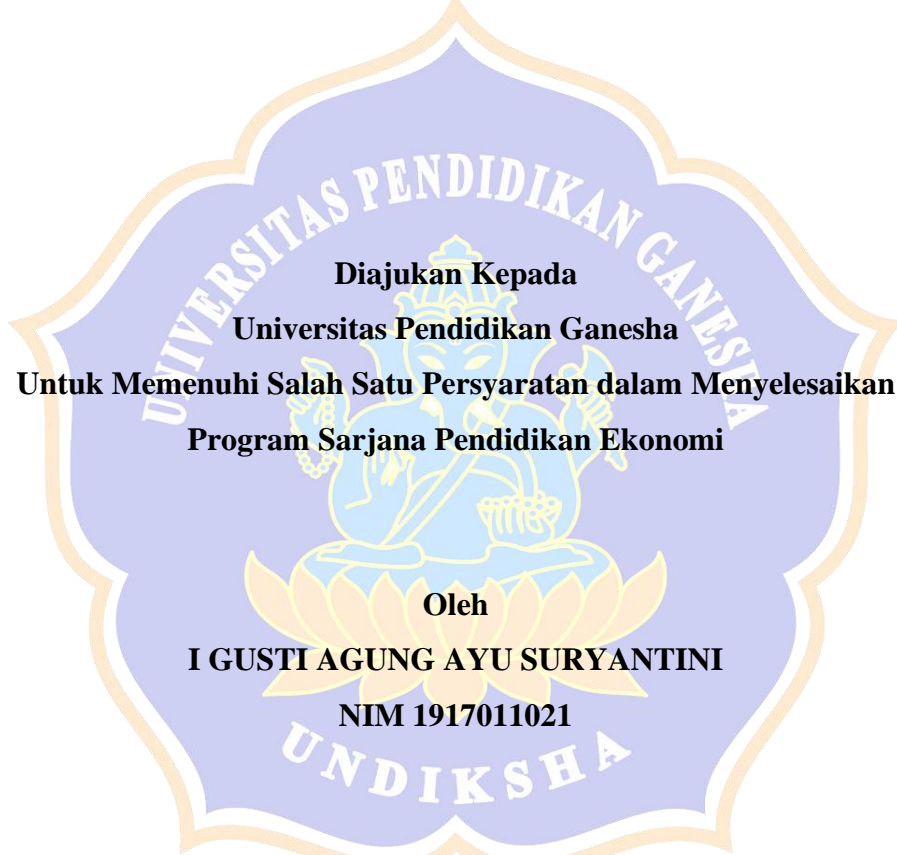 UNIVERSITAS PENDIDIKAN GANESHA
Diajukan Kepada
Universitas Pendidikan Ganesha
Untuk Memenuhi Salah Satu Persyaratan dalam Menyelesaikan
Program Sarjana Pendidikan Ekonomi
Oleh
I GUSTI AGUNG AYU SURYANTINI
NIM 1917011021
UNDIKSHA